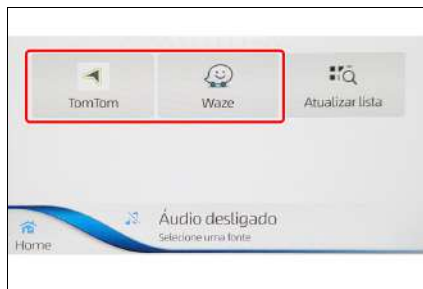 TomTom
Waze
Atualizar lista
Áudio desligado
Selecione uma fonte
Home